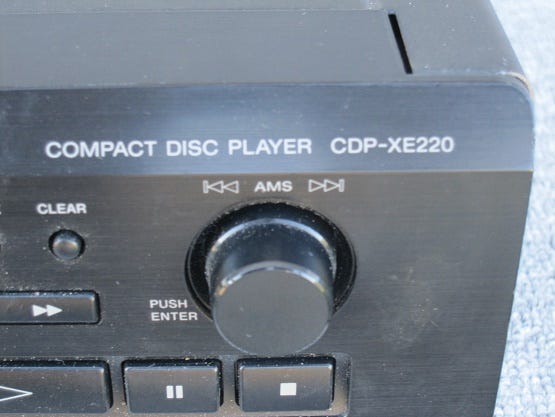 COMPACT DISC PLAYER CDP-XE220
AMS
CLEAR
PUSH
ENTER